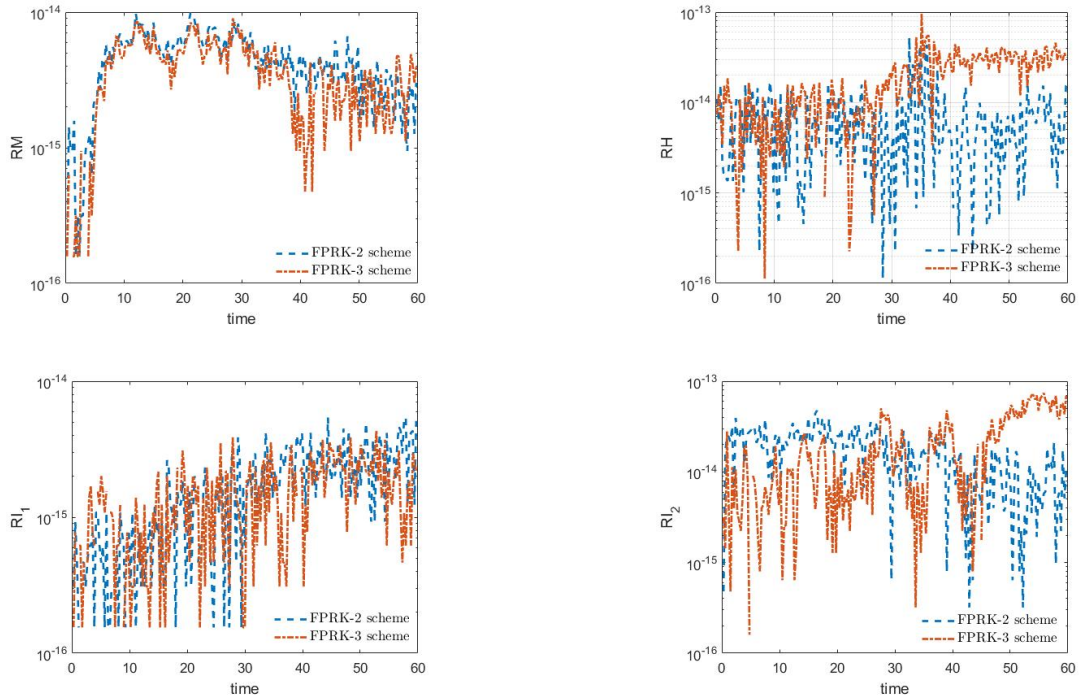 10^-14
10^-15
10^-16
RM
0 10 20 30 40 50 60
time
FPRK-2 scheme
FPRK-3 scheme
10^-13
10^-14
10^-15
10^-16
RH
0 10 20 30 40 50 60
time
FPRK-2 scheme
FPRK-3 scheme
10^-14
10^-15
10^-16
RI_1
0 10 20 30 40 50 60
time
FPRK-2 scheme
FPRK-3 scheme
10^-13
10^-14
10^-15
10^-16
RI_2
0 10 20 30 40 50 60
time
FPRK-2 scheme
FPRK-3 scheme